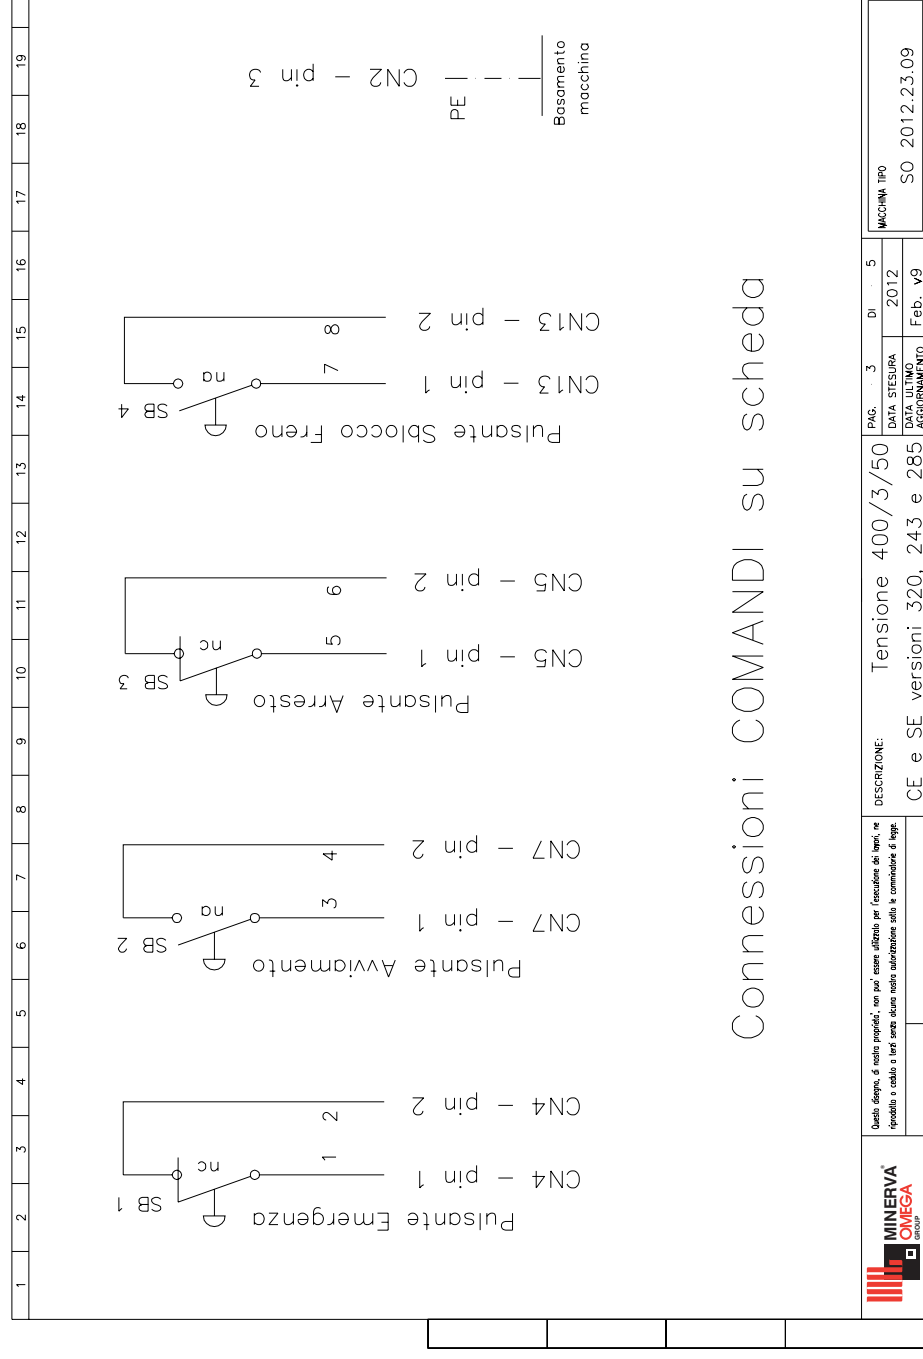 1 2 3 4 5 6 7 8 9 10 11 12 13 14 15 16 17 18 19
SB 1
nc
1
2
Pulsante Emergenza
CN4 - pin 1
CN4 - pin 2
SB 2
na
3
4
Pulsante Avviamento
CN7 - pin 1
CN7 - pin 2
SB 3
nc
5
6
Pulsante Arresto
CN5 - pin 1
CN5 - pin 2
SB 4
na
7
8
Pulsante Sblocco Freno
CN13 - pin 1
CN13 - pin 2
CN2 - pin 3
PE
Basamento
macchina
Connessioni COMANDI su scheda
MINERVA®
OMEGA
GROUP
Questo disegno, di nostra proprieta', non puo' essere utilizzato per l'esecuzione dei lavori, ne
riprodotto o ceduto a terzi senza alcuna nostra autorizzazione sotto le comminatorie di legge.
DESCRIZIONE:
Tensione 400/3/50
CE e SE versioni 320, 243 e 285
PAG. 3 DI 5
DATA STESURA 2012
DATA ULTIMO
AGGIORNAMENTO
Feb. v9
MACCHINA TIPO
SO 2012.23.09